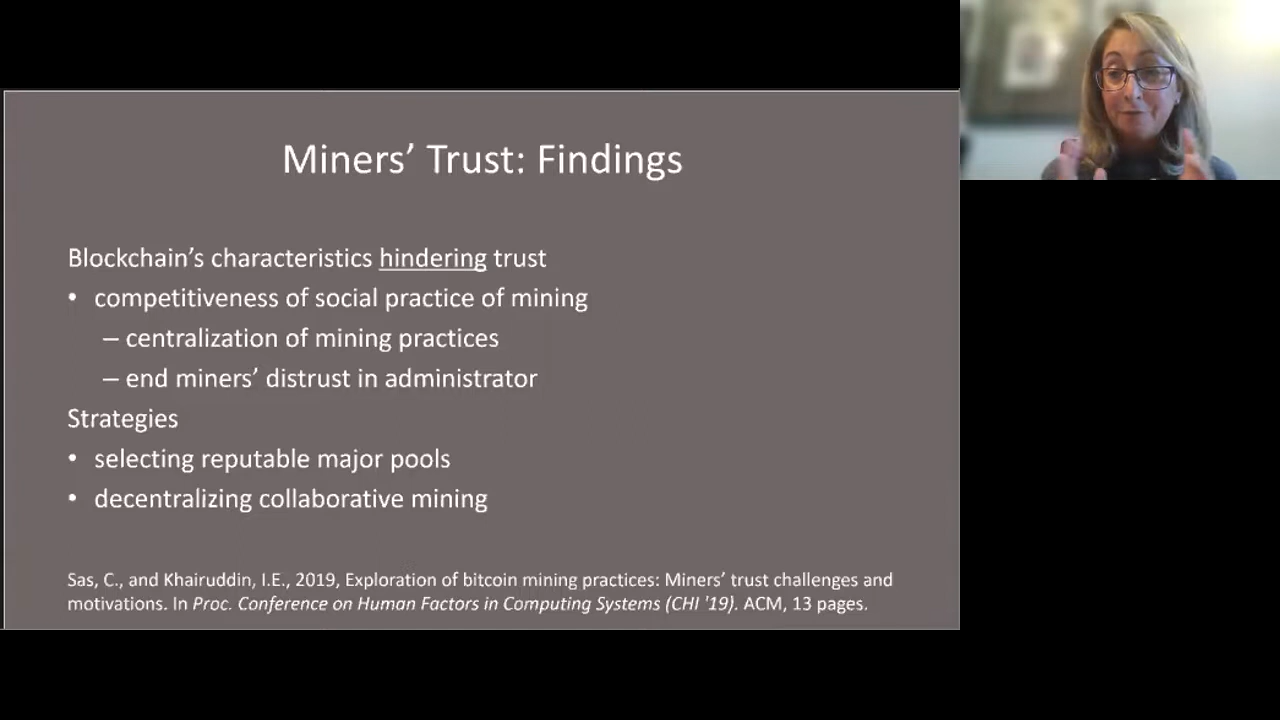 Miners’ Trust: Findings
Blockchain’s characteristics hindering trust
• competitiveness of social practice of mining
– centralization of mining practices
– end miners’ distrust in administrator
Strategies
• selecting reputable major pools
• decentralizing collaborative mining
Sas, C., and Khairuddin, I.E., 2019, Exploration of bitcoin mining practices: Miners’ trust challenges and
motivations. In Proc. Conference on Human Factors in Computing Systems (CHI '19). ACM, 13 pages.